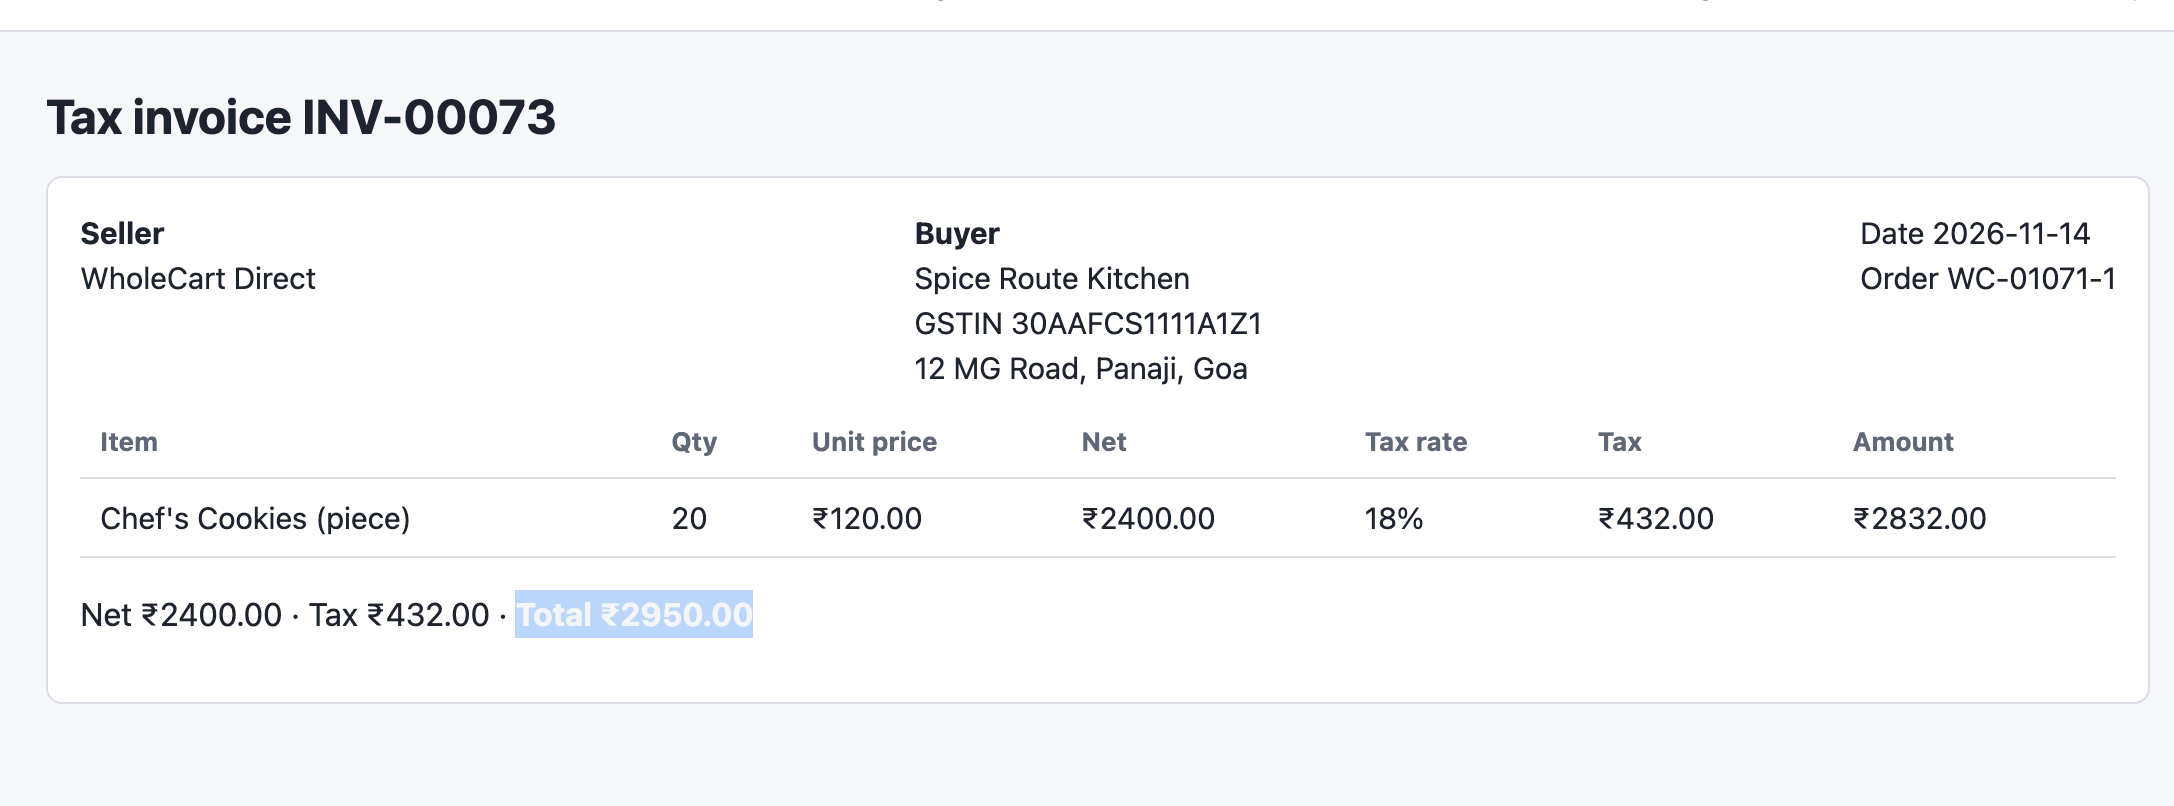 Tax invoice INV-00073
Seller
WholeCart Direct
Buyer
Spice Route Kitchen
GSTIN 30AAFCS1111A1Z1
12 MG Road, Panaji, Goa
Date 2026-11-14
Order WC-01071-1
Item Qty Unit price Net Tax rate Tax Amount
Chef's Cookies (piece) 20 ₹120.00 ₹2400.00 18% ₹432.00 ₹2832.00
Net ₹2400.00 · Tax ₹432.00 · Total ₹2950.00